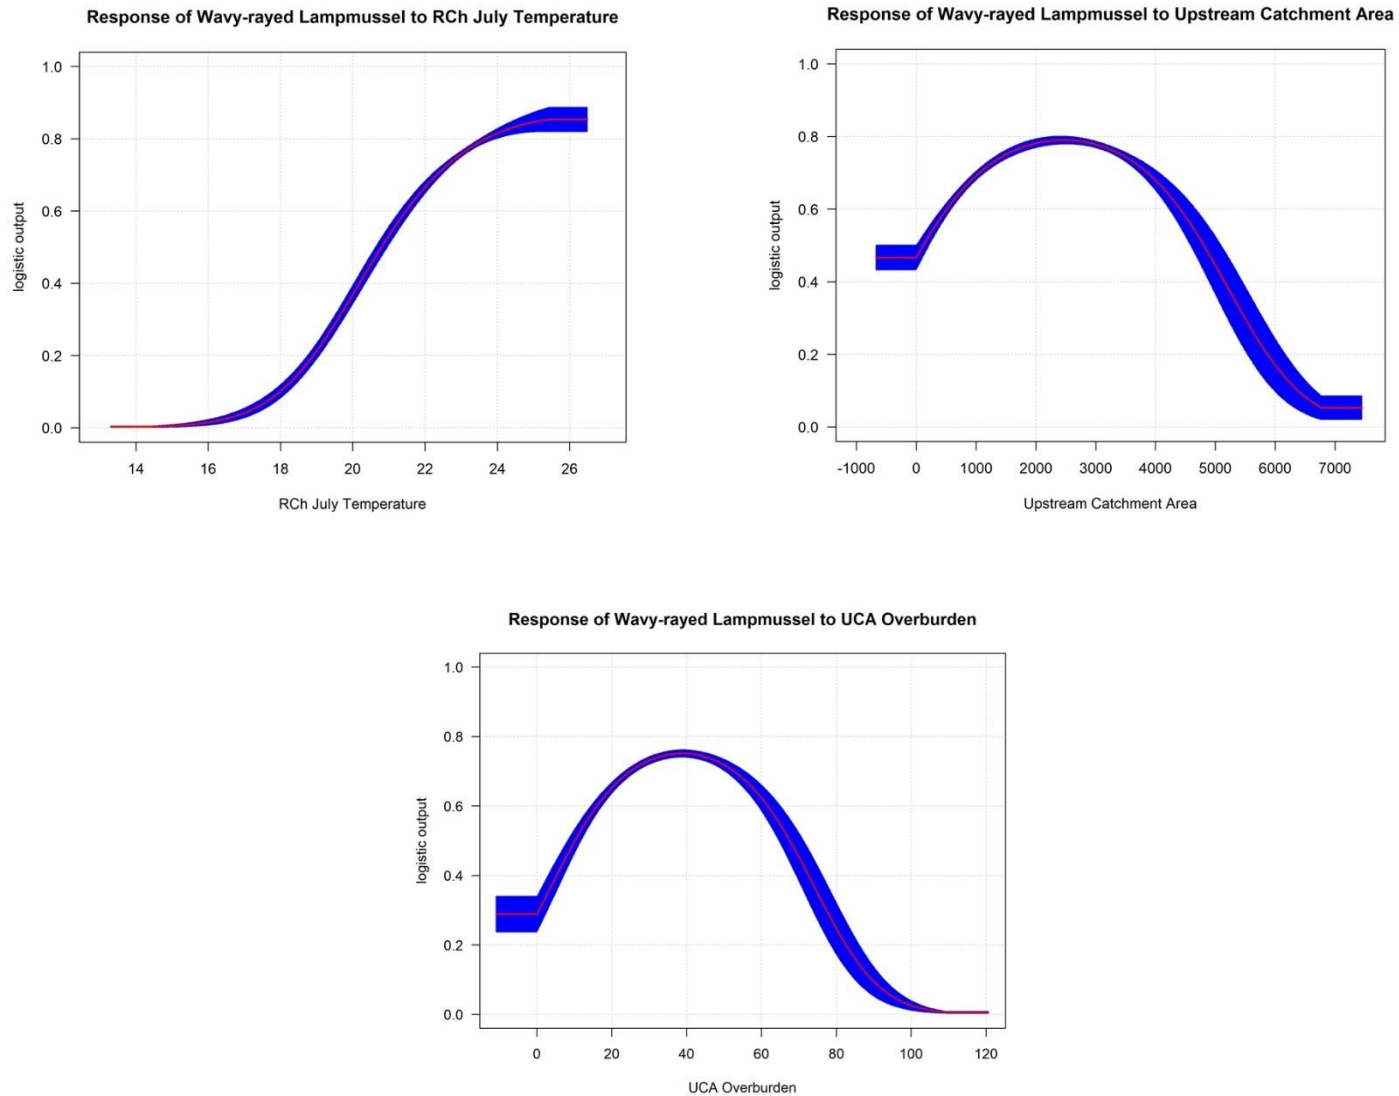 Response of Wavy-rayed Lampmussel to RCh July Temperature
1.0
0.8
0.6
0.4
0.2
0.0
logistic output
14 16 18 20 22 24 26
RCh July Temperature
Response of Wavy-rayed Lampmussel to Upstream Catchment Area
1.0
0.8
0.6
0.4
0.2
0.0
logistic output
-1000 0 1000 2000 3000 4000 5000 6000 7000
Upstream Catchment Area
Response of Wavy-rayed Lampmussel to UCA Overburden
1.0
0.8
0.6
0.4
0.2
0.0
logistic output
0 20 40 60 80 100 120
UCA Overburden